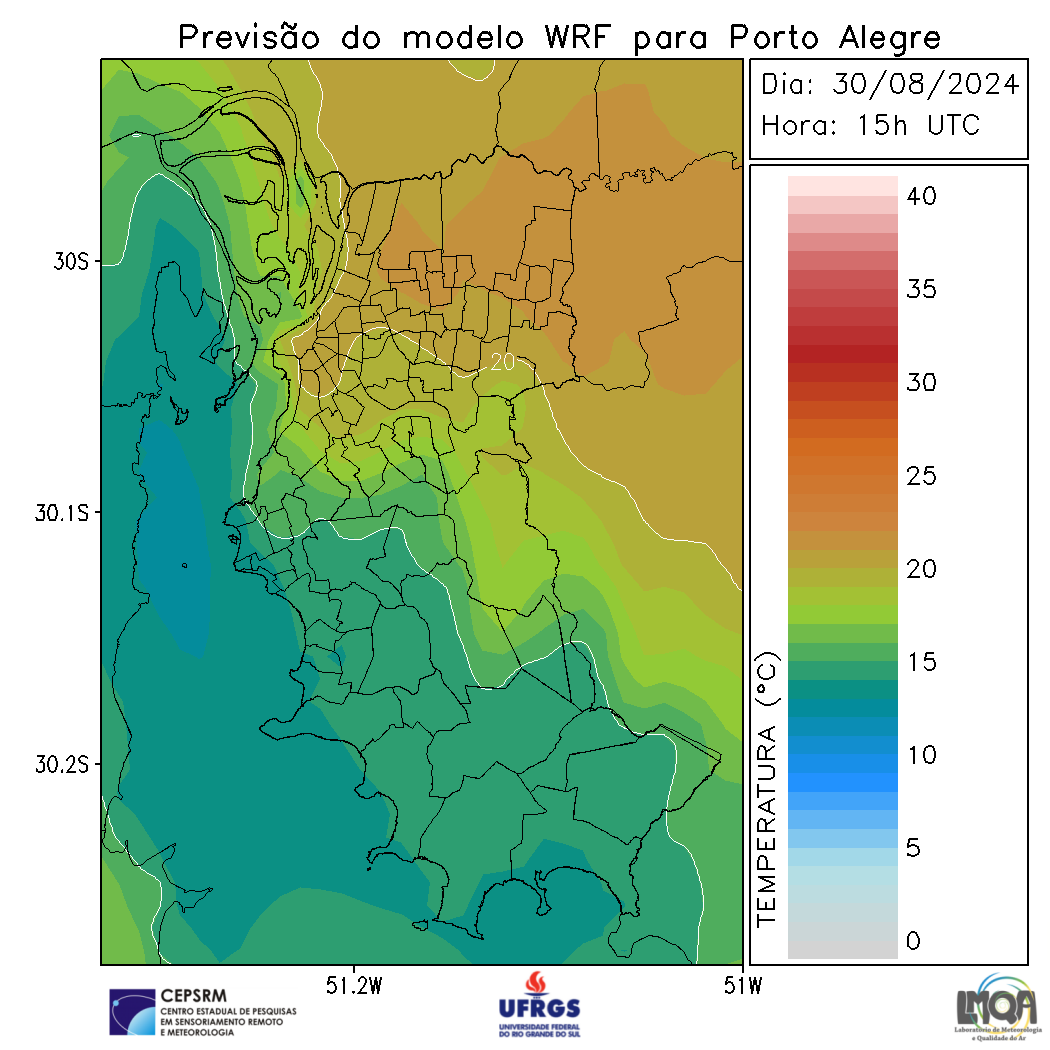 Previsão do modelo WRF para Porto Alegre
Dia: 30/08/2024
Hora: 15h UTC
30S
30.1S
30.2S
51.2W
51W
20
TEMPERATURA (°C)
40
35
30
25
20
15
10
5
0
CEPSRM
CENTRO ESTADUAL DE PESQUISAS
EM SENSORIAMENTO REMOTO
E METEOROLOGIA
UFRGS
UNIVERSIDADE FEDERAL
DO RIO GRANDE DO SUL
LMQA
Laboratório de Meteorologia
e Qualidade do Ar